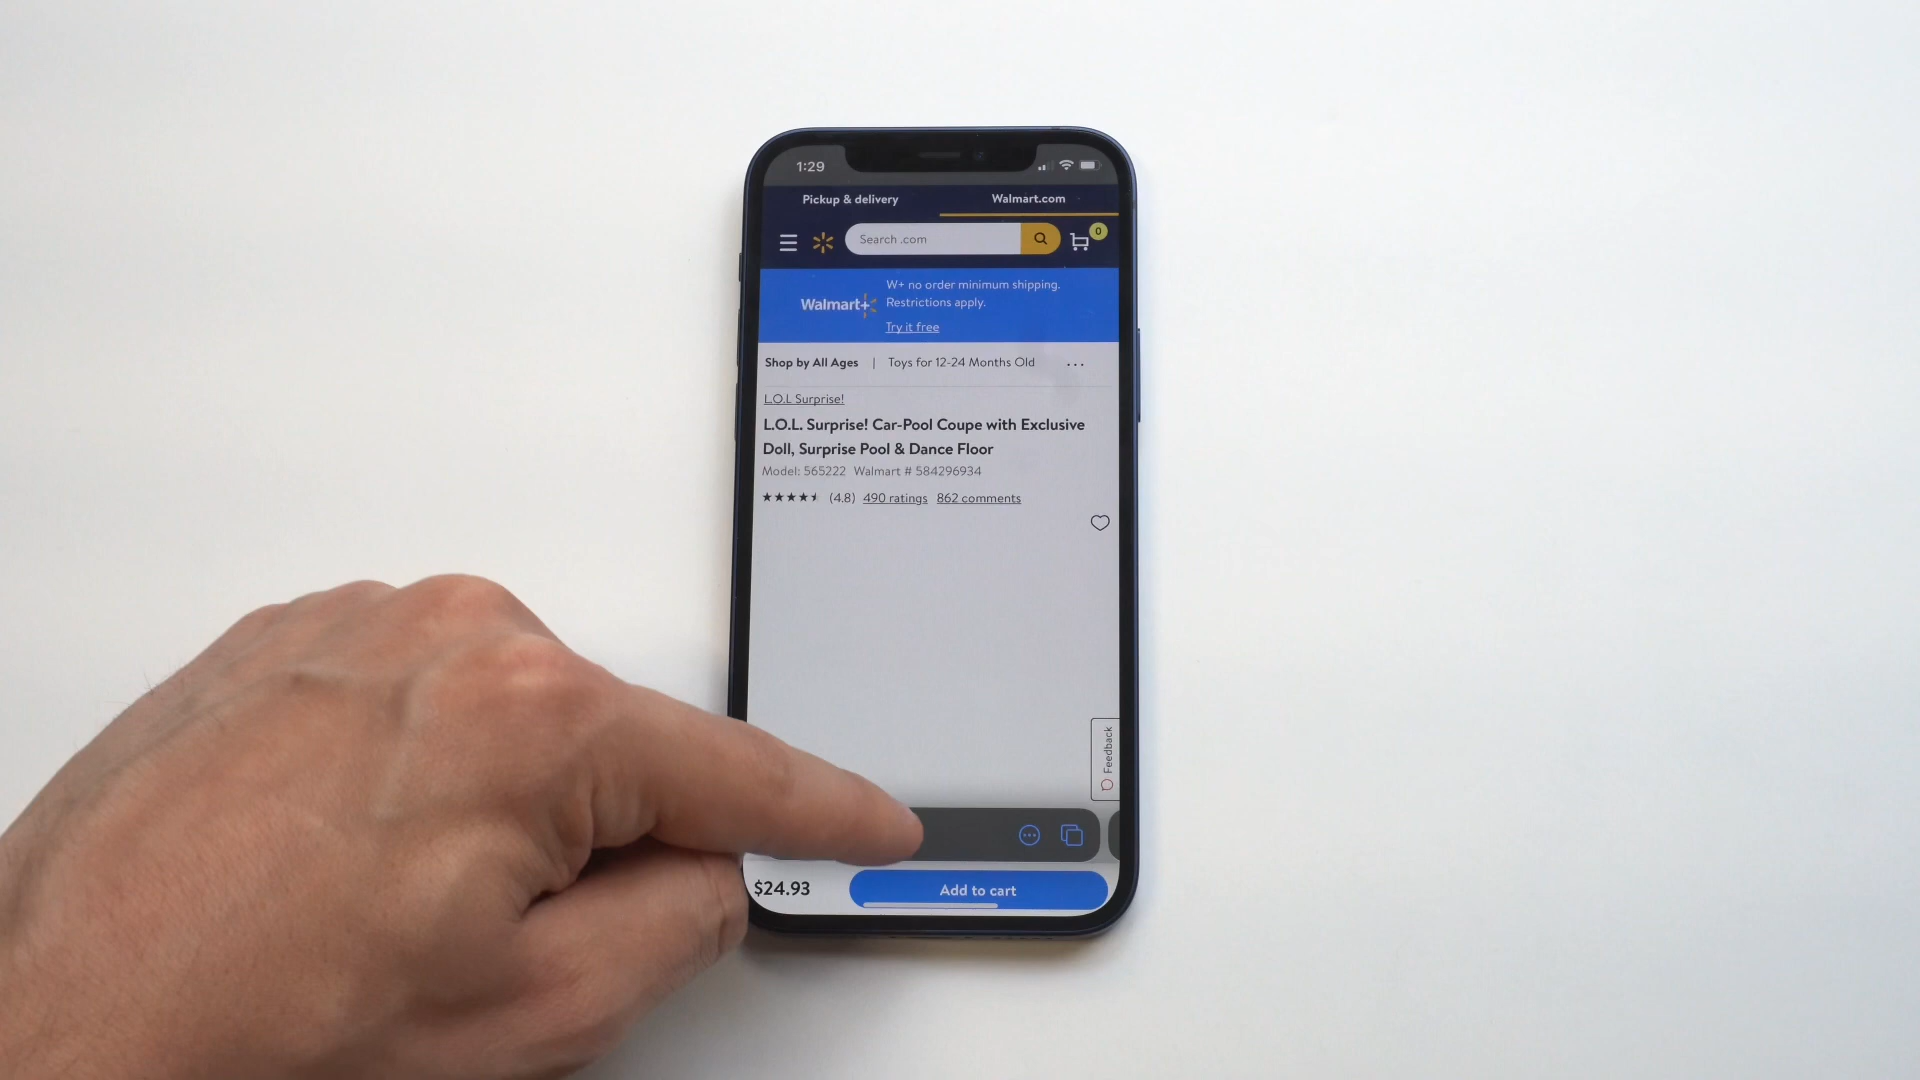 1:29
Pickup & delivery Walmart.com
Search .com 0
W+ no order minimum shipping.
Walmart+ Restrictions apply.
Try it free
Shop by All Ages | Toys for 12-24 Months Old ...
L.O.L Surprise!
L.O.L. Surprise! Car-Pool Coupe with Exclusive
Doll, Surprise Pool & Dance Floor
Model: 565222 Walmart # 584296934
(4.8) 490 ratings 862 comments
Feedback
$24.93 Add to cart